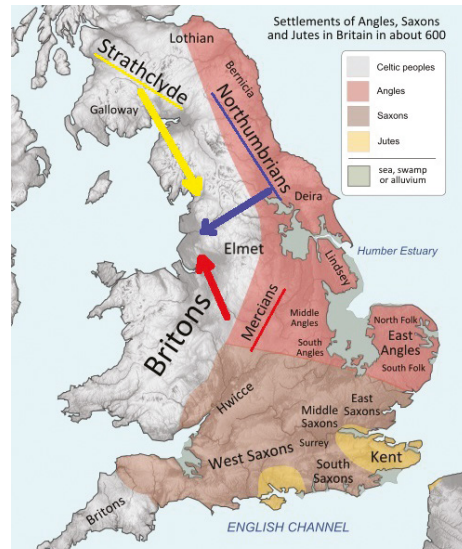 Settlements of Angles, Saxons
and Jutes in Britain in about 600
Celtic peoples
Angles
Saxons
Jutes
sea, swamp
or alluvium
Lothian
Strathclyde
Bernicia
Galloway
Northumbrians
Deira
Elmet
Humber Estuary
Lindsey
Britons
Mercians
Middle
Angles
North Folk
East
Angles
South
Angles
South Folk
Hwicce
East
Saxons
Middle
Saxons
Surrey
West Saxons
Kent
South
Saxons
Britons
ENGLISH CHANNEL